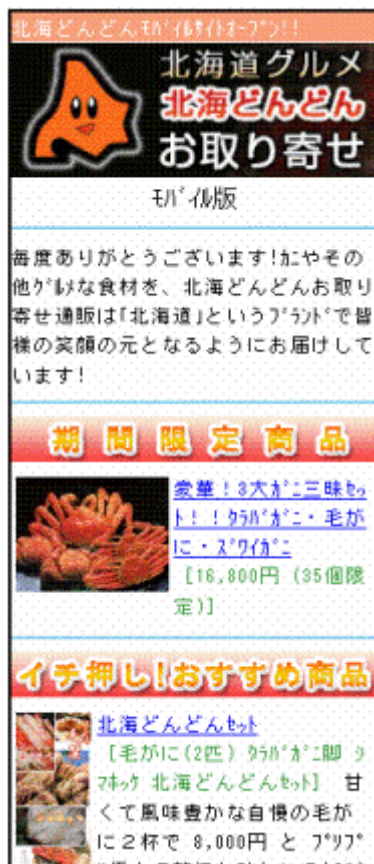 北海どんどんﾓﾊﾞｲﾙｻｲﾄｵｰﾌﾟﾝ!!
北海道グルメ
北海どんどん
お取り寄せ
ﾓﾊﾞｲﾙ版
毎度ありがとうございます!ｶﾆやその
他ｸﾞﾙﾒな食材を、北海どんどんお取り
寄せ通販は｢北海道｣というﾌﾞﾗﾝﾄﾞで皆
様の笑顔の元となるようにお届けして
います!
期間限定商品
豪華！3大ｶﾞﾆ三昧ｾｯ
ﾄ！！ﾀﾗﾊﾞｶﾞﾆ・毛が
に・ｽﾞﾜｲｶﾞﾆ
[16,800円 (35個限
定)]
イチ押し!おすすめ商品
北海どんどんｾｯﾄ
[毛がに(2匹) ﾀﾗﾊﾞｶﾞﾆ脚 ｼ
ﾏﾎｯｹ 北海どんどんｾｯﾄ] 甘
くて風味豊かな自慢の毛が
に２杯で 8,000円 と ﾌﾟﾘﾌﾟ